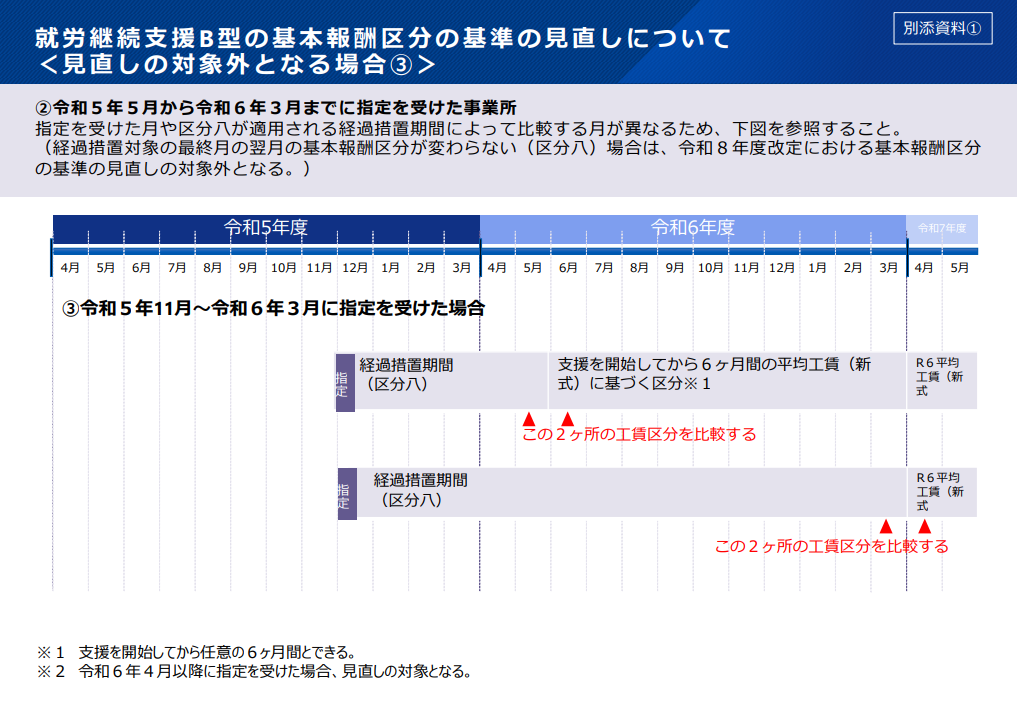 就労継続支援B型の基本報酬区分の基準の見直しについて
＜見直しの対象外となる場合③＞
別添資料①
②令和５年５月から令和６年３月までに指定を受けた事業所
指定を受けた月や区分八が適用される経過措置期間によって比較する月が異なるため、下図を参照すること。
（経過措置対象の最終月の翌月の基本報酬区分が変わらない（区分八）場合は、令和８年度改定における基本報酬区分
の基準の見直しの対象外となる。）
令和5年度 令和6年度 令和7年度
4月 5月 6月 7月 8月 9月 10月 11月 12月 1月 2月 3月 4月 5月 6月 7月 8月 9月 10月 11月 12月 1月 2月 3月 4月 5月
③令和５年11月～令和６年３月に指定を受けた場合
指定
経過措置期間
（区分八）
支援を開始してから６ヶ月間の平均工賃（新
式）に基づく区分※１
R６平均
工賃（新
式
▲ ▲
この２ヶ所の工賃区分を比較する
指定
経過措置期間
（区分八）
R６平均
工賃（新
式
▲ ▲
この２ヶ所の工賃区分を比較する
※１ 支援を開始してから任意の６ヶ月間とできる。
※２ 令和６年４月以降に指定を受けた場合、見直しの対象となる。